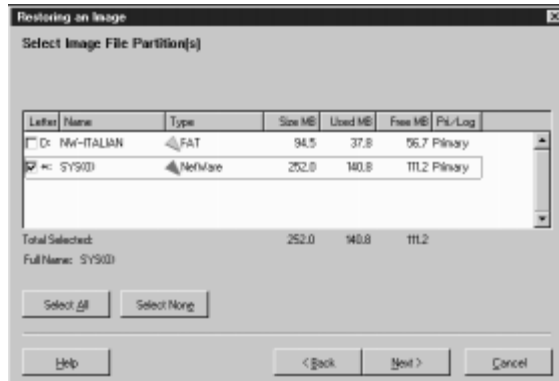 Restoring an Image
Select Image File Partition(s)
Letter Name Type Size MB Used MB Free MB Pri/Log
D: NW-ITALIAN FAT 94.5 37.8 56.7 Primary
*: SYS(0) NetWare 252.0 140.8 111.2 Primary
Total Selected: 252.0 140.8 111.2
Full Name: SYS(0)
Select All Select None
Help < Back Next > Cancel